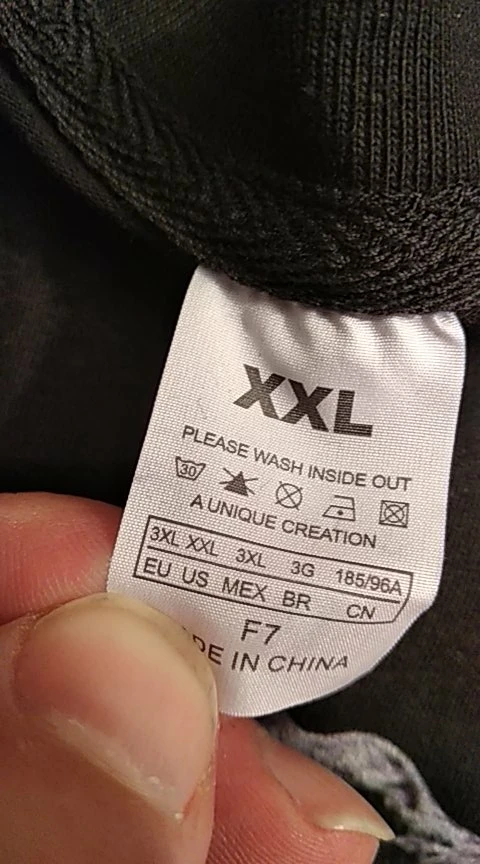 XXL
PLEASE WASH INSIDE OUT
30
A UNIQUE CREATION
3XL XXL 3XL 3G 185/96A
EU US MEX BR CN
F7
DE IN CHINA